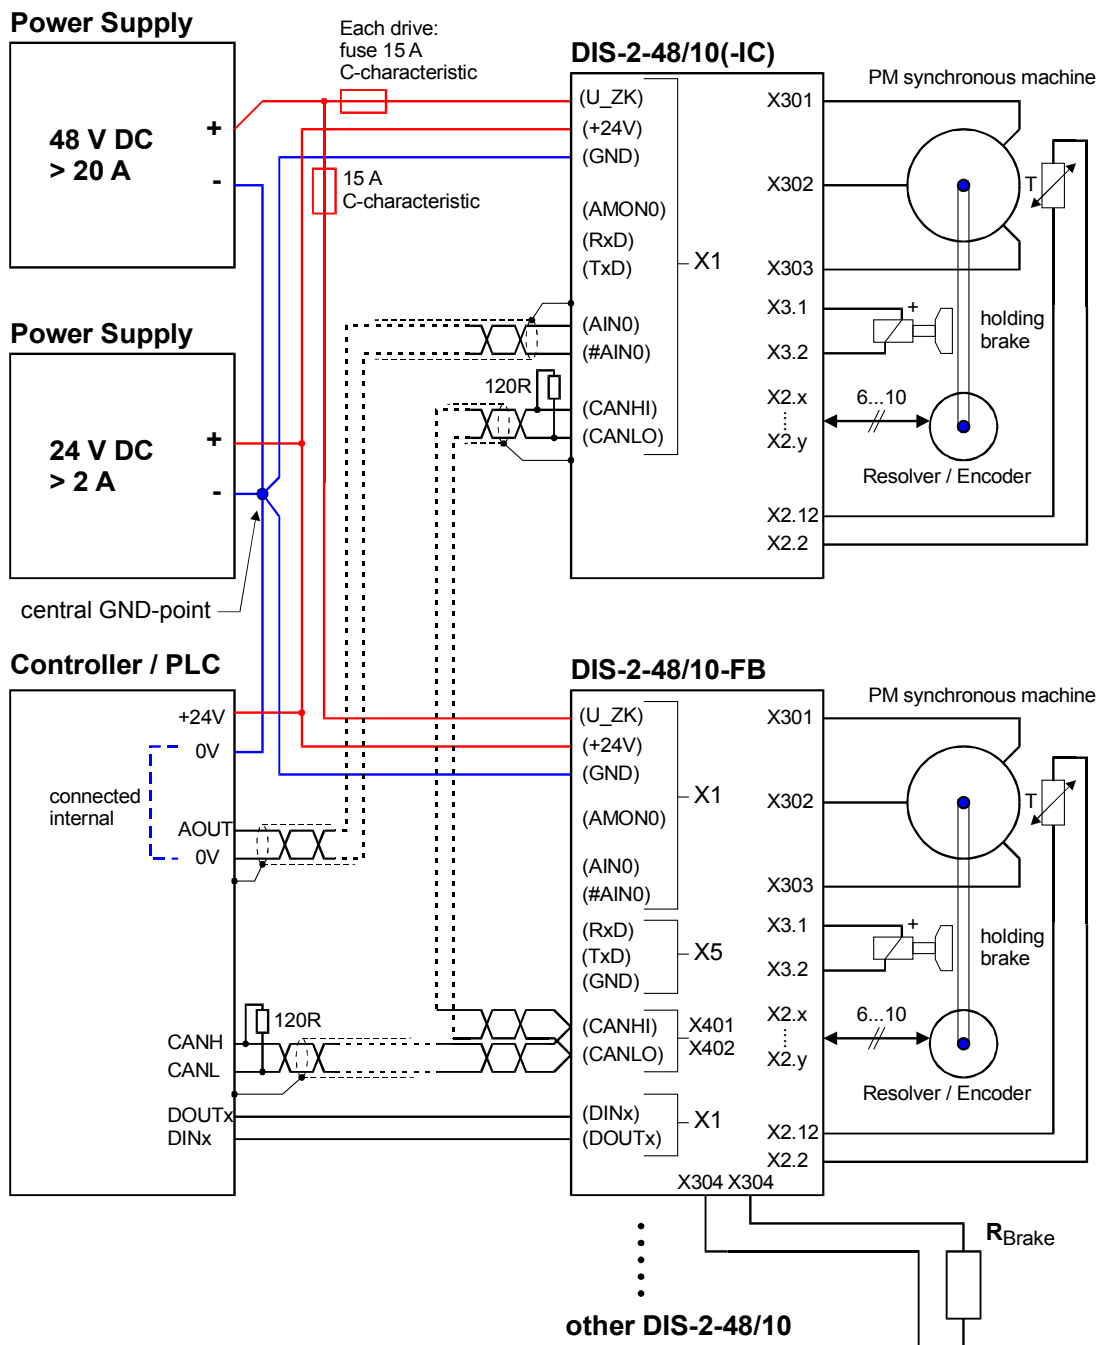 Power Supply
48 V DC
> 20 A
+
-
Each drive:
fuse 15 A
C-characteristic
15 A
C-characteristic
DIS-2-48/10(-IC)
(U_ZK)
(+24V)
(GND)
(AMON0)
(RxD)
(TxD)
X1
(AIN0)
(#AIN0)
120R
(CANHI)
(CANLO)
X301
X302
X303
X3.1
X3.2
X2.x
X2.y
X2.12
X2.2
PM synchronous machine
T
+
holding
brake
6...10
Resolver / Encoder
Power Supply
24 V DC
> 2 A
+
-
central GND-point
Controller / PLC
+24V
0V
connected
internal
AOUT
0V
120R
CANH
CANL
DOUTx
DINx
DIS-2-48/10-FB
(U_ZK)
(+24V)
(GND)
X1
(AMON0)
(AIN0)
(#AIN0)
(RxD)
(TxD)
(GND)
X5
(CANHI)
(CANLO)
X401
X402
(DINx)
(DOUTx)
X1
X301
X302
X303
X3.1
X3.2
X2.x
X2.y
X2.12
X2.2
X304 X304
PM synchronous machine
T
+
holding
brake
6...10
Resolver / Encoder
RBrake
other DIS-2-48/10